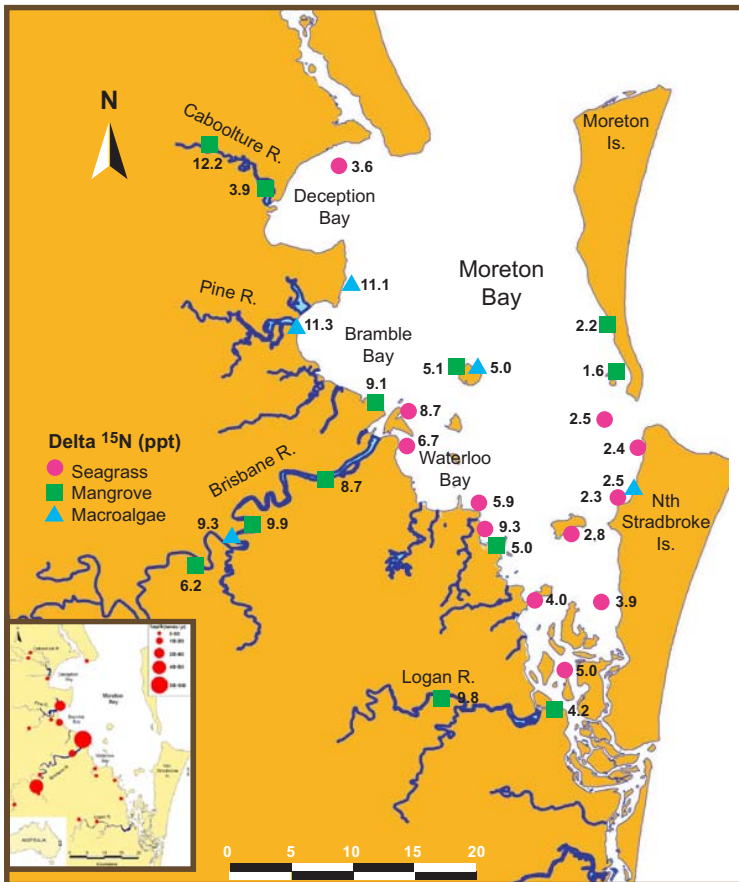 N
Caboolture R.
12.2
3.9
3.6
Deception
Bay
Moreton
Is.
Moreton
Bay
Pine R.
11.1
11.3
Bramble
Bay
2.2
1.6
5.1
5.0
9.1
8.7
6.7
2.5
2.4
Delta 15N (ppt)
Seagrass
Mangrove
Macroalgae
Brisbane R.
Waterloo
Bay
8.7
2.5
2.3
Nth
Stradbroke
Is.
5.9
9.3
5.0
2.8
9.3
9.9
6.2
4.0
3.9
5.0
Logan R.
9.8
4.2
Moreton
Bay
AUSTRALIA
0
5
10
15
20